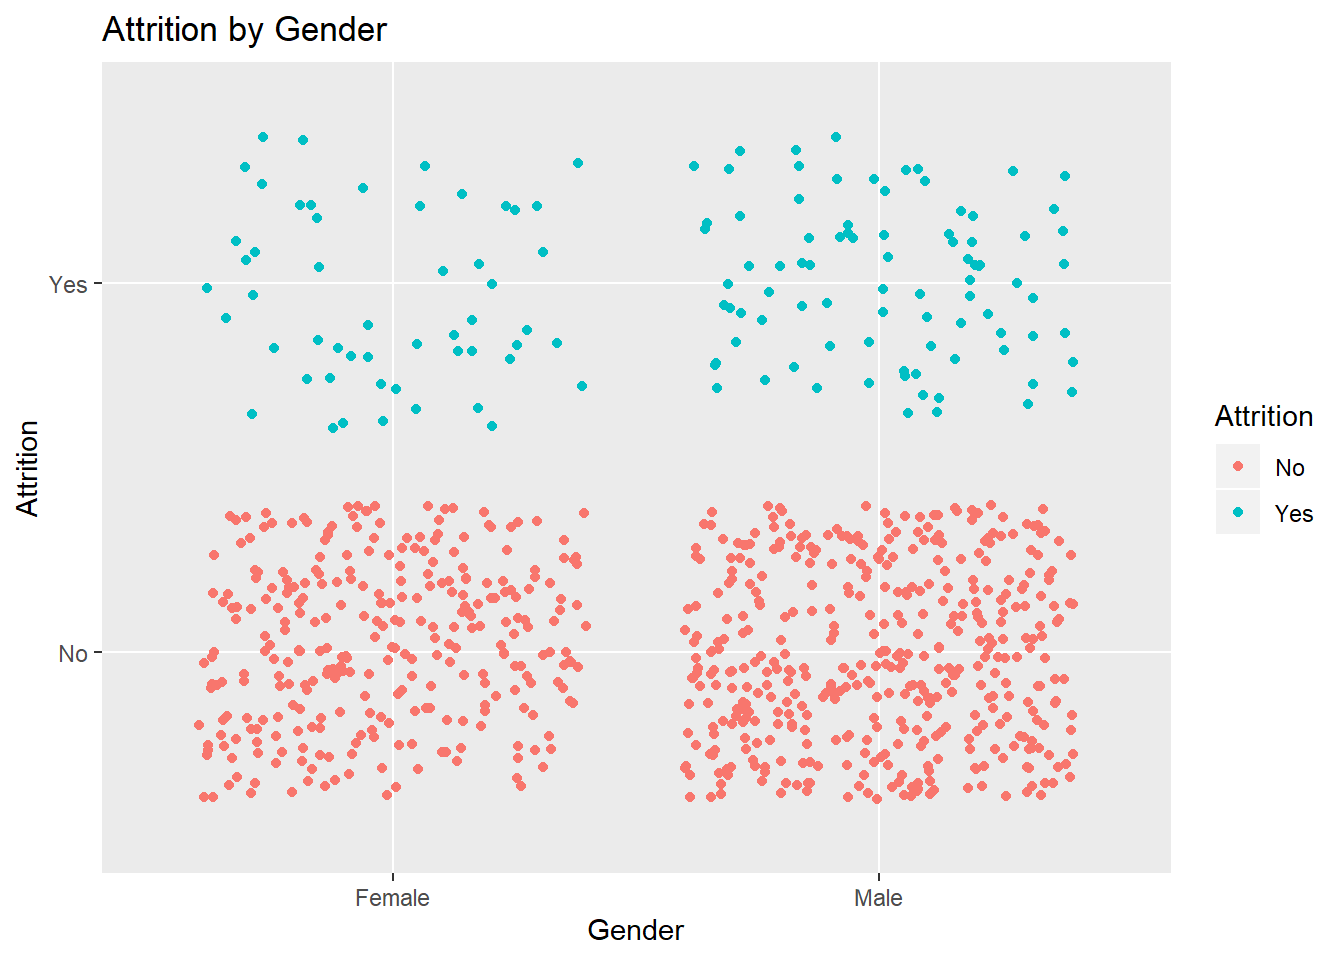 Attrition by Gender
Attrition
Yes
No
Female
Male
Gender
Attrition
No
Yes